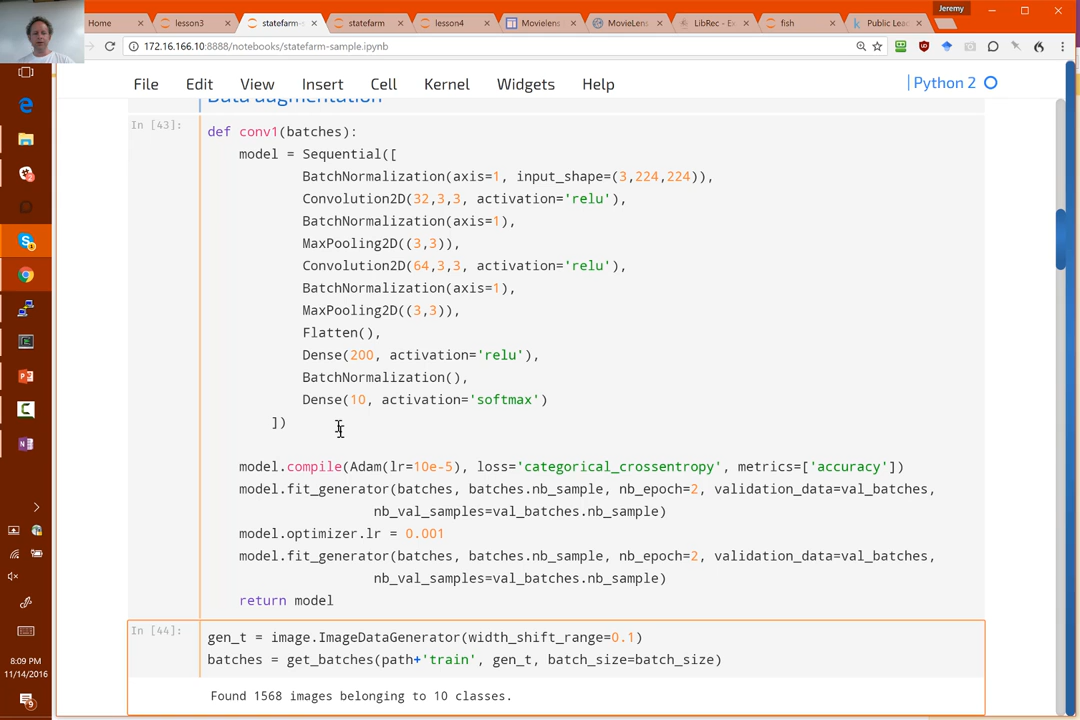 Jeremy
Home
lesson3
statefarm-s
statefarm
lesson4
Movielens
MovieLens
LibRec - Ex
fish
Public Lea
172.16.166.10:8888/notebooks/statefarm-sample.ipynb
File Edit View Insert Cell Kernel Widgets Help
Python 2
Data augmentation
In [43]:
def conv1(batches):
model = Sequential([
BatchNormalization(axis=1, input_shape=(3,224,224)),
Convolution2D(32,3,3, activation='relu'),
BatchNormalization(axis=1),
MaxPooling2D((3,3)),
Convolution2D(64,3,3, activation='relu'),
BatchNormalization(axis=1),
MaxPooling2D((3,3)),
Flatten(),
Dense(200, activation='relu'),
BatchNormalization(),
Dense(10, activation='softmax')
])
model.compile(Adam(lr=10e-5), loss='categorical_crossentropy', metrics=['accuracy'])
model.fit_generator(batches, batches.nb_sample, nb_epoch=2, validation_data=val_batches,
nb_val_samples=val_batches.nb_sample)
model.optimizer.lr = 0.001
model.fit_generator(batches, batches.nb_sample, nb_epoch=2, validation_data=val_batches,
nb_val_samples=val_batches.nb_sample)
return model
In [44]:
gen_t = image.ImageDataGenerator(width_shift_range=0.1)
batches = get_batches(path+'train', gen_t, batch_size=batch_size)
Found 1568 images belonging to 10 classes.
8:09 PM
11/14/2016